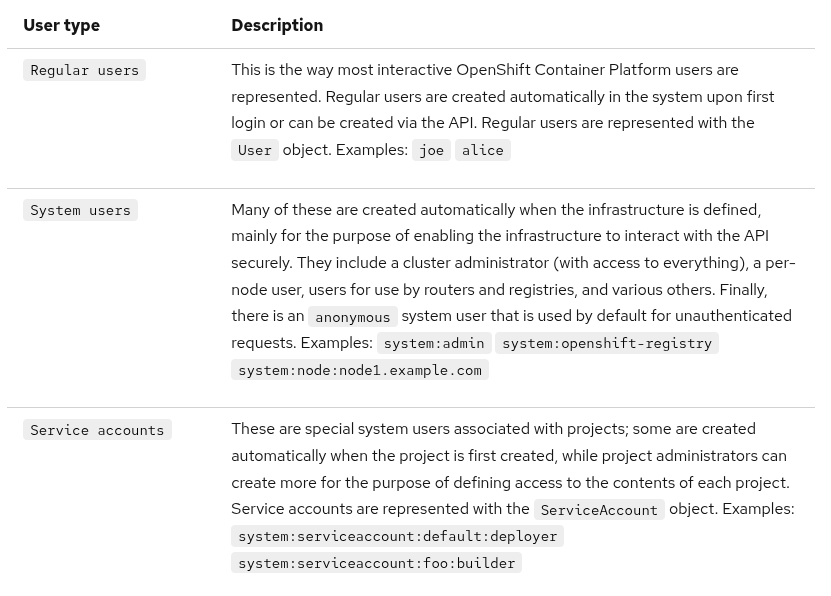 User type Description
Regular users This is the way most interactive OpenShift Container Platform users are
represented. Regular users are created automatically in the system upon first
login or can be created via the API. Regular users are represented with the
User object. Examples: joe alice
System users Many of these are created automatically when the infrastructure is defined,
mainly for the purpose of enabling the infrastructure to interact with the API
securely. They include a cluster administrator (with access to everything), a per-
node user, users for use by routers and registries, and various others. Finally,
there is an anonymous system user that is used by default for unauthenticated
requests. Examples: system:admin system:openshift-registry
system:node:node1.example.com
Service accounts These are special system users associated with projects; some are created
automatically when the project is first created, while project administrators can
create more for the purpose of defining access to the contents of each project.
Service accounts are represented with the ServiceAccount object. Examples:
system:serviceaccount:default:deployer
system:serviceaccount:foo:builder